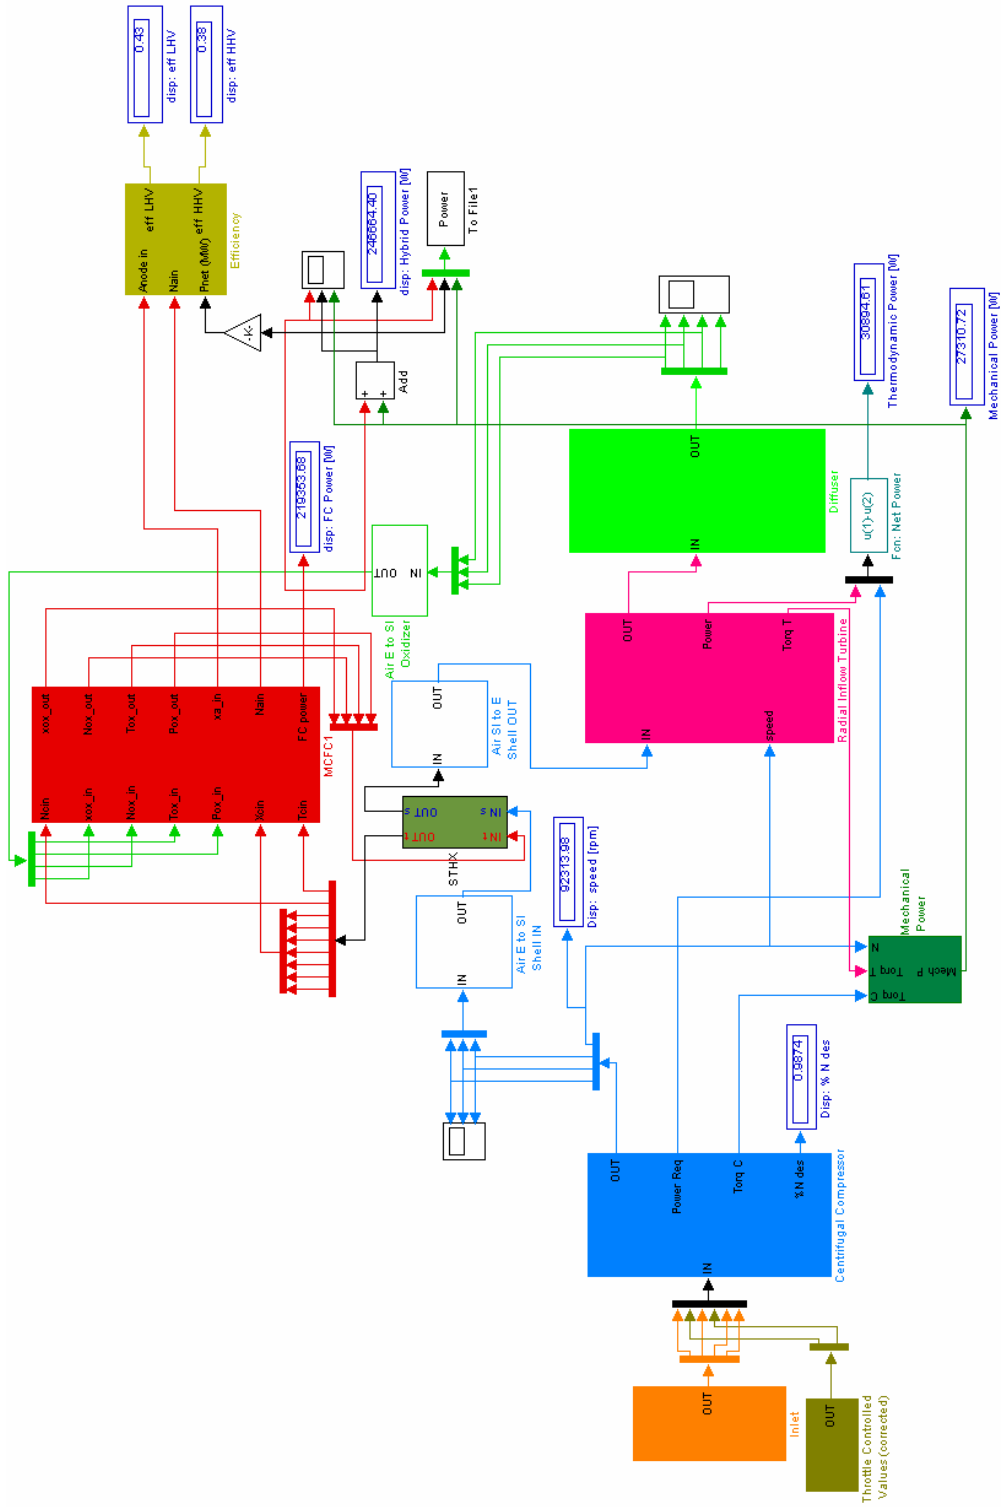 0.43
disp: eff LHV
0.38
disp: eff HHV
Anode in
eff LHV
Nain
Pnet (MW)
eff HHV
Efficiency
-K-
246664.40
disp: Hybrid Power [W]
Power
To File1
+
+
Add
219353.68
disp: FC Power [W]
Ncin
xox_in
Nox_in
Tox_in
Pox_in
Xcin
Tcin
xox_out
Nox_out
Tox_out
Pox_out
xa_in
Nain
FC power
MCFC1
IN
OUT
Air E to SI
Oxidizer
IN
OUT
Air SI to E
Shell OUT
OUTt
OUT s
INt
IN s
STHX
IN
OUT
Air E to SI
Shell IN
92313.98
Disp: speed [rpm]
IN
OUT
Diffuser
30894.61
Thermodynamic Power [W]
27310.72
Mechanical Power [W]
u(1)-u(2)
Fcn: Net Power
IN
speed
OUT
Power
Torq T
Radial Inflow Turbine
Mechanical
Power
N
Torq T
Torq C
Mech P
0.9874
Disp: % N des
IN
OUT
Power Req
Torq C
%N des
Centrifugal Compressor
OUT
Inlet
OUT
Throttle Controlled
Values (corrected)